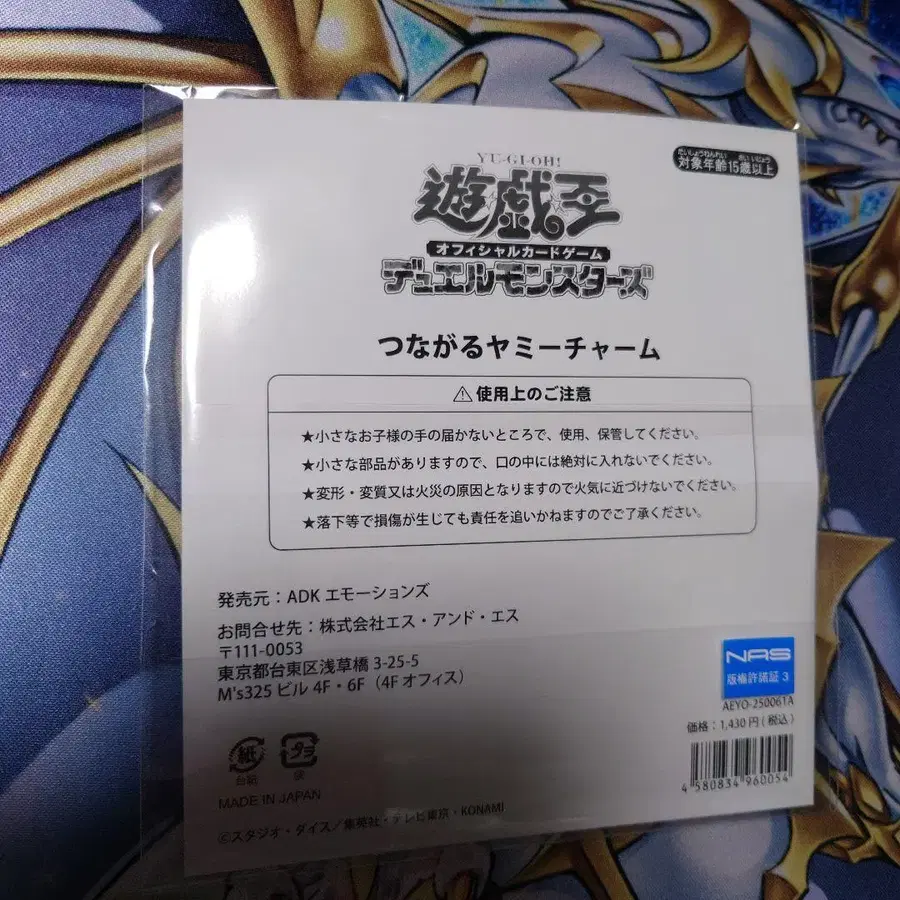 YU-GI-OH!
遊戯王
オフィシャルカードゲーム
デュエルモンスターズ
たいしょうねんれい さいいじょう
対象年齢15歳以上
つながるヤミーチャーム
⚠使用上のご注意
★小さなお子様の手の届かないところで、使用、保管してください。
★小さな部品がありますので、口の中には絶対に入れないでください。
★変形・変質又は火災の原因となりますので火気に近づけないでください。
★落下等で損傷が生じても責任を追いかねますのでご了承ください。
発売元：ADK エモーションズ
お問合せ先：株式会社エス・アンド・エス
〒111-0053
東京都台東区浅草橋 3-25-5
M's325 ビル 4F・6F（4F オフィス）
NAS
版権許諾証 3
AEYO-250061A
価格：1,430円(税込)
4 580834 960054
紙
台紙
プラ
袋
MADE IN JAPAN
©スタジオ・ダイス／集英社・テレビ東京・KONAMI